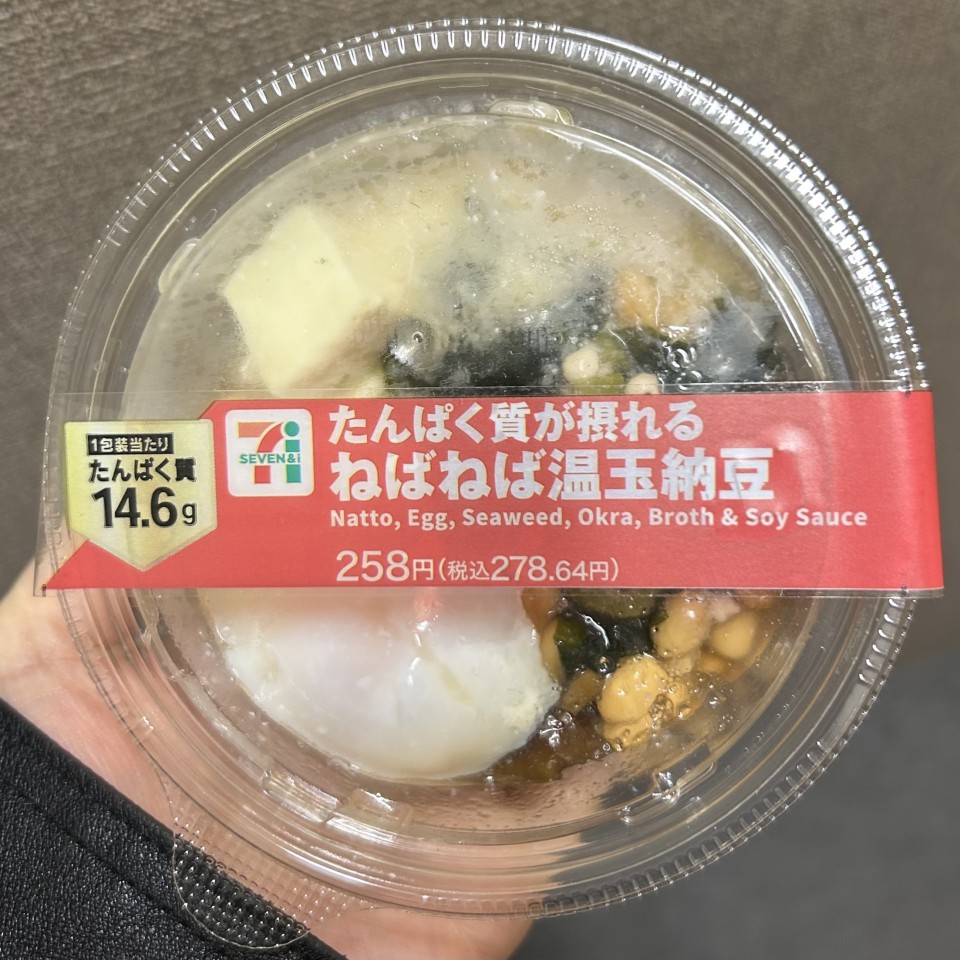 1包装当たり
たんぱく質
14.6g
SEVEN&i
たんぱく質が摂れる
ねばねば温玉納豆
Natto, Egg, Seaweed, Okra, Broth & Soy Sauce
258円(税込278.64円)